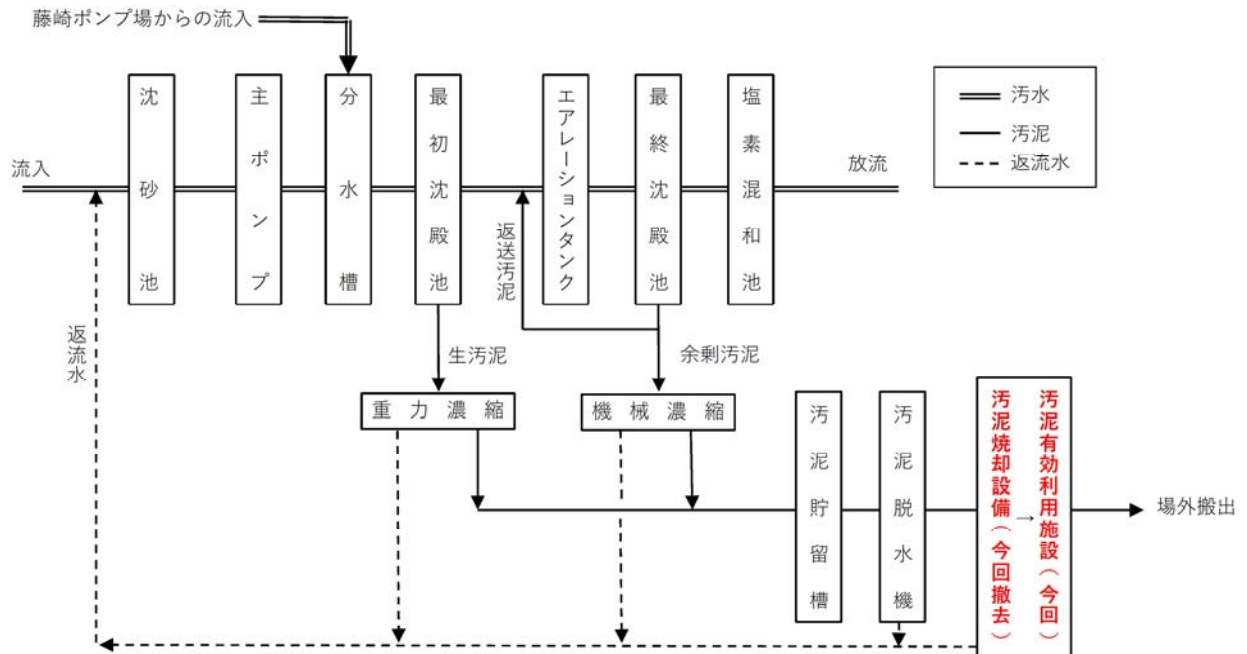 藤崎ポンプ場からの流入
流入
沈砂池
主ポンプ
分水槽
最初沈殿池
エアレーションタンク
最終沈殿池
塩素混和池
放流
汚水
汚泥
返流水
返送汚泥
返流水
生汚泥
余剰汚泥
重力濃縮
機械濃縮
汚泥貯留槽
汚泥脱水機
汚泥焼却設備（今回撤去）
→
汚泥有効利用施設（今回）
場外搬出